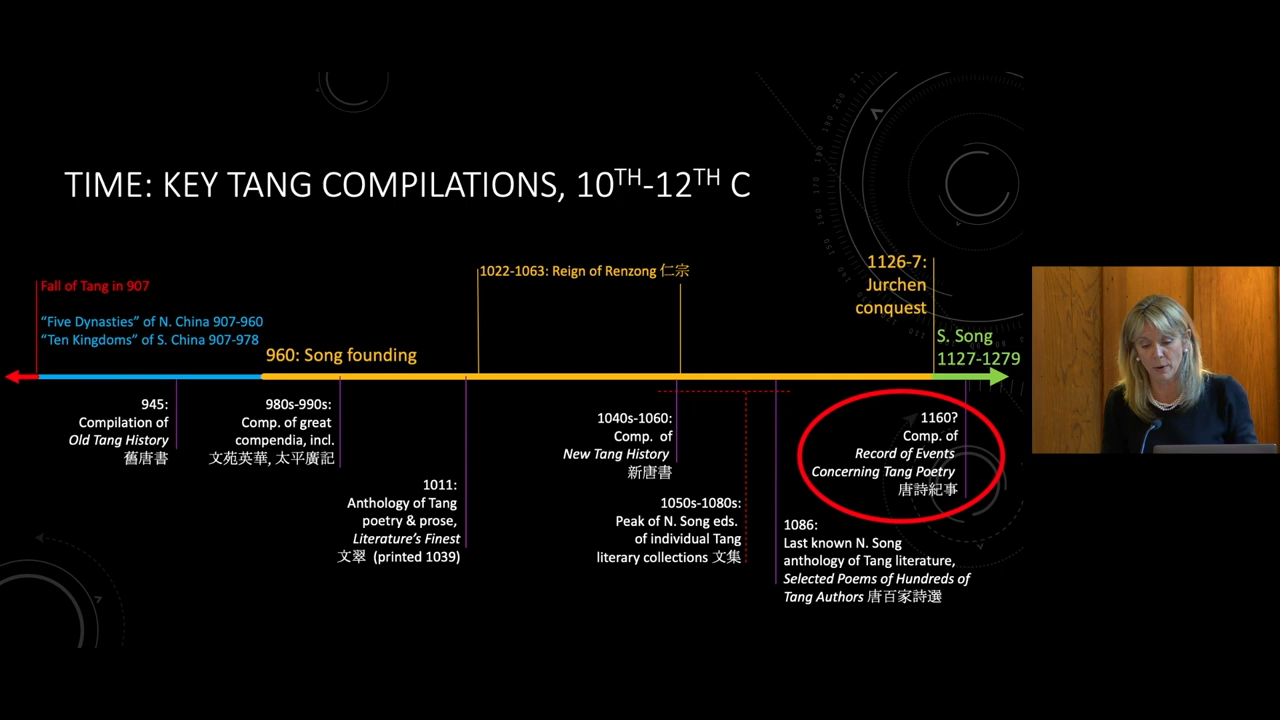 TIME: KEY TANG COMPILATIONS, 10TH-12TH C
Fall of Tang in 907
"Five Dynasties" of N. China 907-960
"Ten Kingdoms" of S. China 907-978
960: Song founding
1022-1063: Reign of Renzong 仁宗
1126-7:
Jurchen
conquest
S. Song
1127-1279
945:
Compilation of
Old Tang History
舊唐書
980s-990s:
Comp. of great
compendia, incl.
文苑英華, 太平廣記
1011:
Anthology of Tang
poetry & prose,
Literature's Finest
文翠 (printed 1039)
1040s-1060:
Comp. of
New Tang History
新唐書
1050s-1080s:
Peak of N. Song eds.
of individual Tang
literary collections 文集
1086:
Last known N. Song
anthology of Tang literature,
Selected Poems of Hundreds of
Tang Authors 唐百家詩選
1160?
Comp. of
Record of Events
Concerning Tang Poetry
唐詩紀事